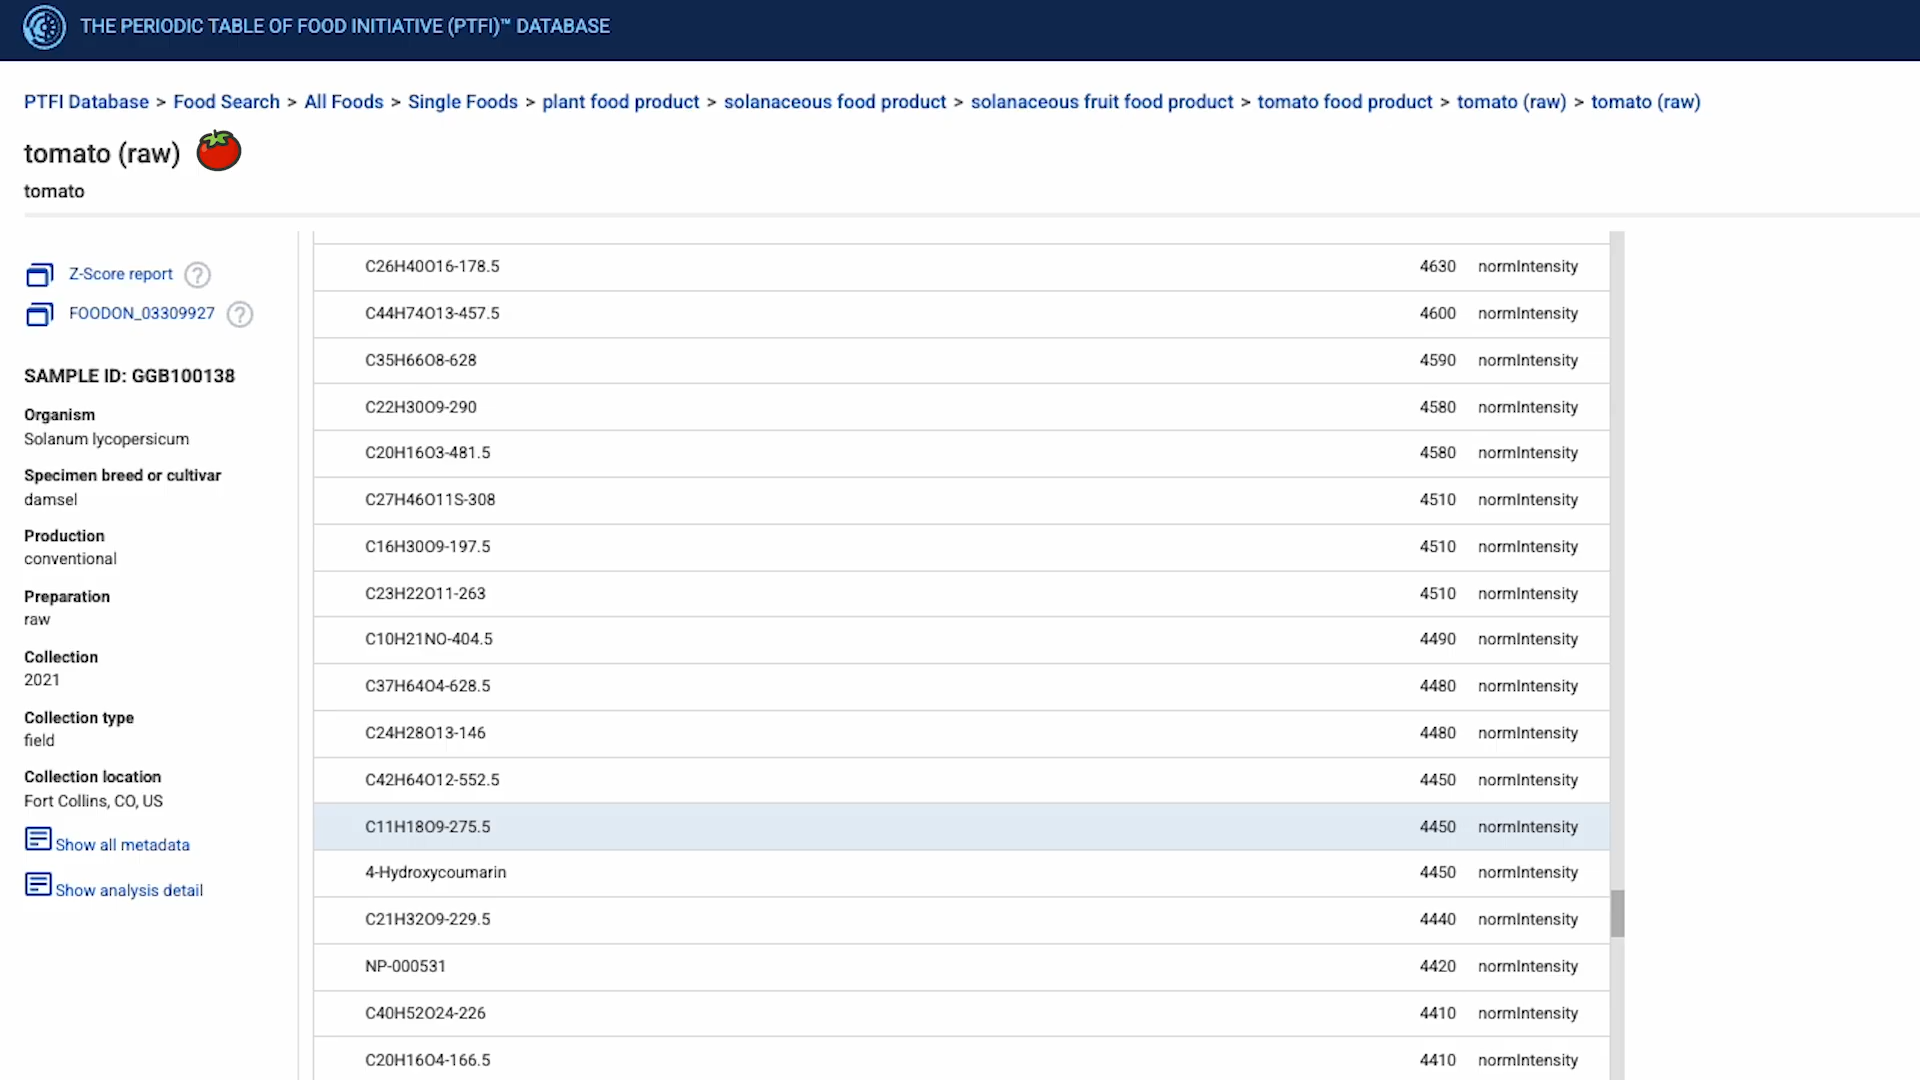 THE PERIODIC TABLE OF FOOD INITIATIVE (PTFI)™ DATABASE
PTFI Database > Food Search > All Foods > Single Foods > plant food product > solanaceous food product > solanaceous fruit food product > tomato food product > tomato (raw) > tomato (raw)
tomato (raw)
tomato
Z-Score report ?
FOODON_03309927 ?
SAMPLE ID: GGB100138
Organism
Solanum lycopersicum
Specimen breed or cultivar
damsel
Production
conventional
Preparation
raw
Collection
2021
Collection type
field
Collection location
Fort Collins, CO, US
Show all metadata
Show analysis detail
C26H40O16-178.5 4630 normIntensity
C44H74O13-457.5 4600 normIntensity
C35H66O8-628 4590 normIntensity
C22H30O9-290 4580 normIntensity
C20H16O3-481.5 4580 normIntensity
C27H46O11S-308 4510 normIntensity
C16H30O9-197.5 4510 normIntensity
C23H22O11-263 4510 normIntensity
C10H21NO-404.5 4490 normIntensity
C37H64O4-628.5 4480 normIntensity
C24H28O13-146 4480 normIntensity
C42H64O12-552.5 4450 normIntensity
C11H18O9-275.5 4450 normIntensity
4-Hydroxycoumarin 4450 normIntensity
C21H32O9-229.5 4440 normIntensity
NP-000531 4420 normIntensity
C40H52O24-226 4410 normIntensity
C20H16O4-166.5 4410 normIntensity